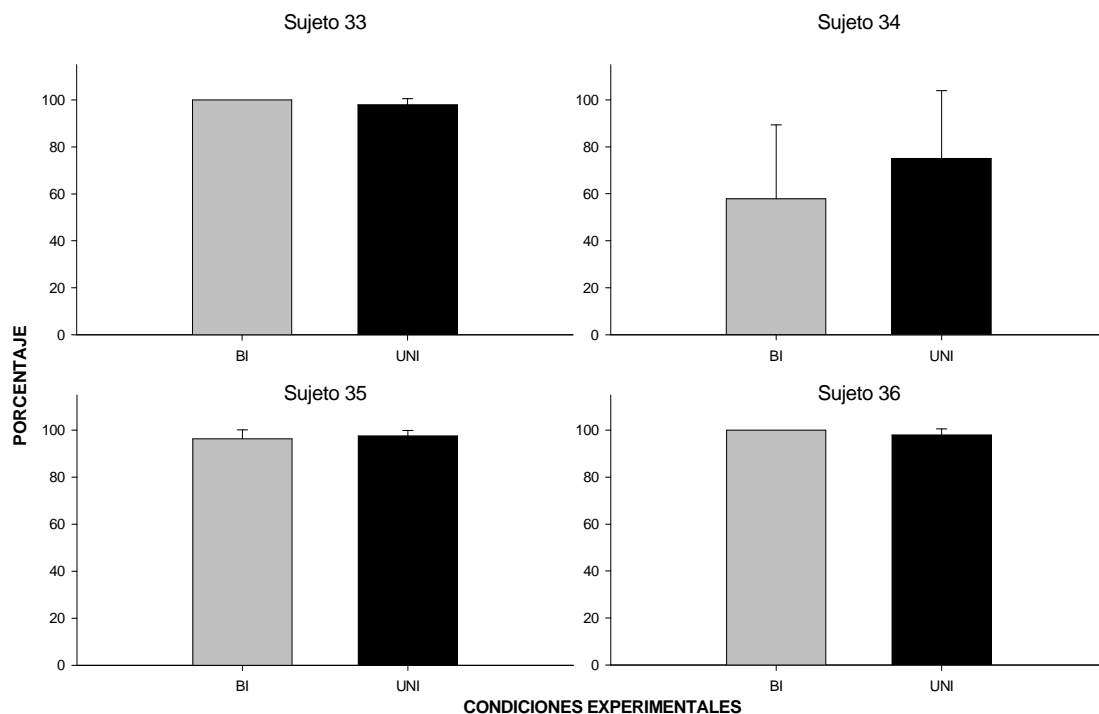 Sujeto 33
100
80
60
40
20
0
BI UNI
Sujeto 34
100
80
60
40
20
0
BI UNI
PORCENTAJE
Sujeto 35
100
80
60
40
20
0
BI UNI
Sujeto 36
100
80
60
40
20
0
BI UNI
CONDICIONES EXPERIMENTALES